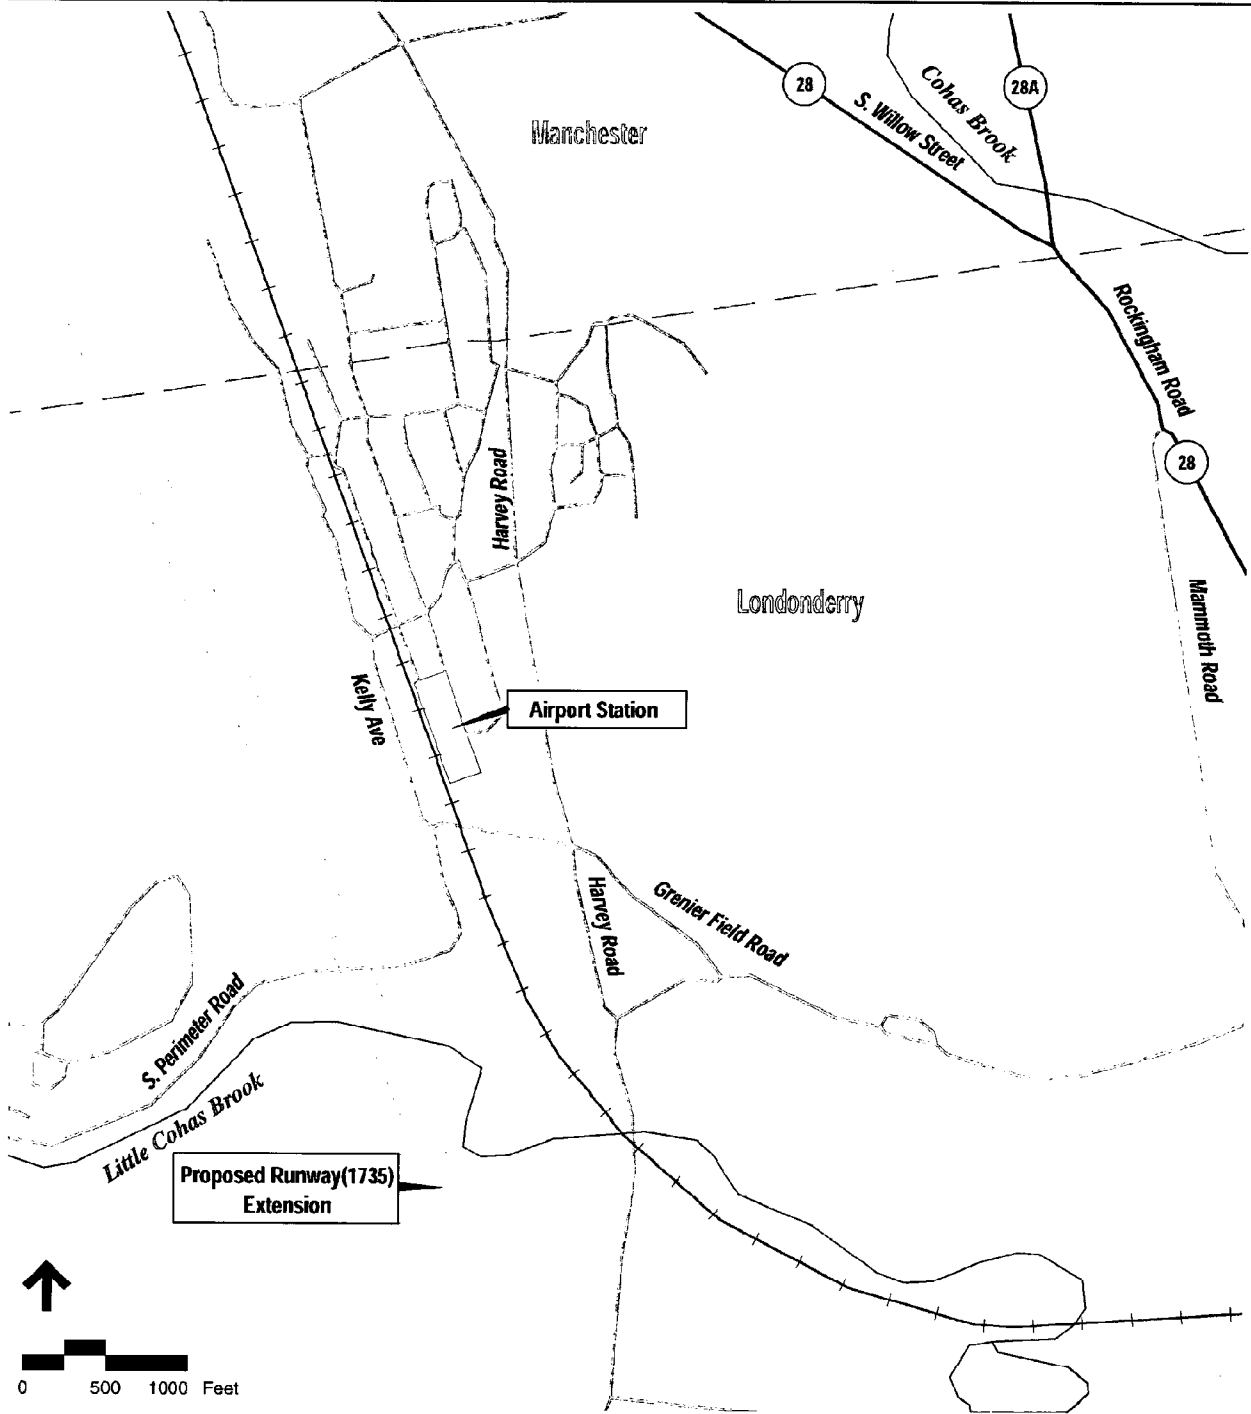 28
28A
Cohas Brook
S. Willow Street
Manchester
Rockingham Road
Harvey Road
28
Londonderry
Mammoth Road
Kelly Ave
Airport Station
Harvey Road
Grenier Field Road
S. Perimeter Road
Little Cohas Brook
Proposed Runway(1735)
Extension
0 500 1000 Feet